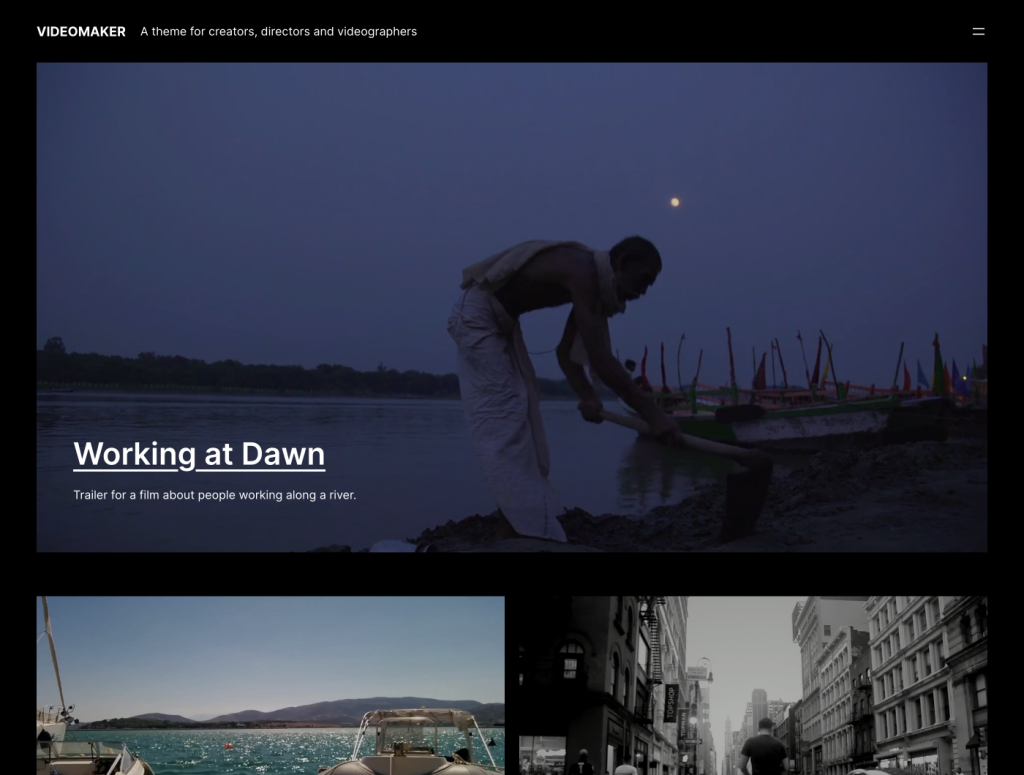 VIDEOMAKER A theme for creators, directors and videographers
Working at Dawn
Trailer for a film about people working along a river.